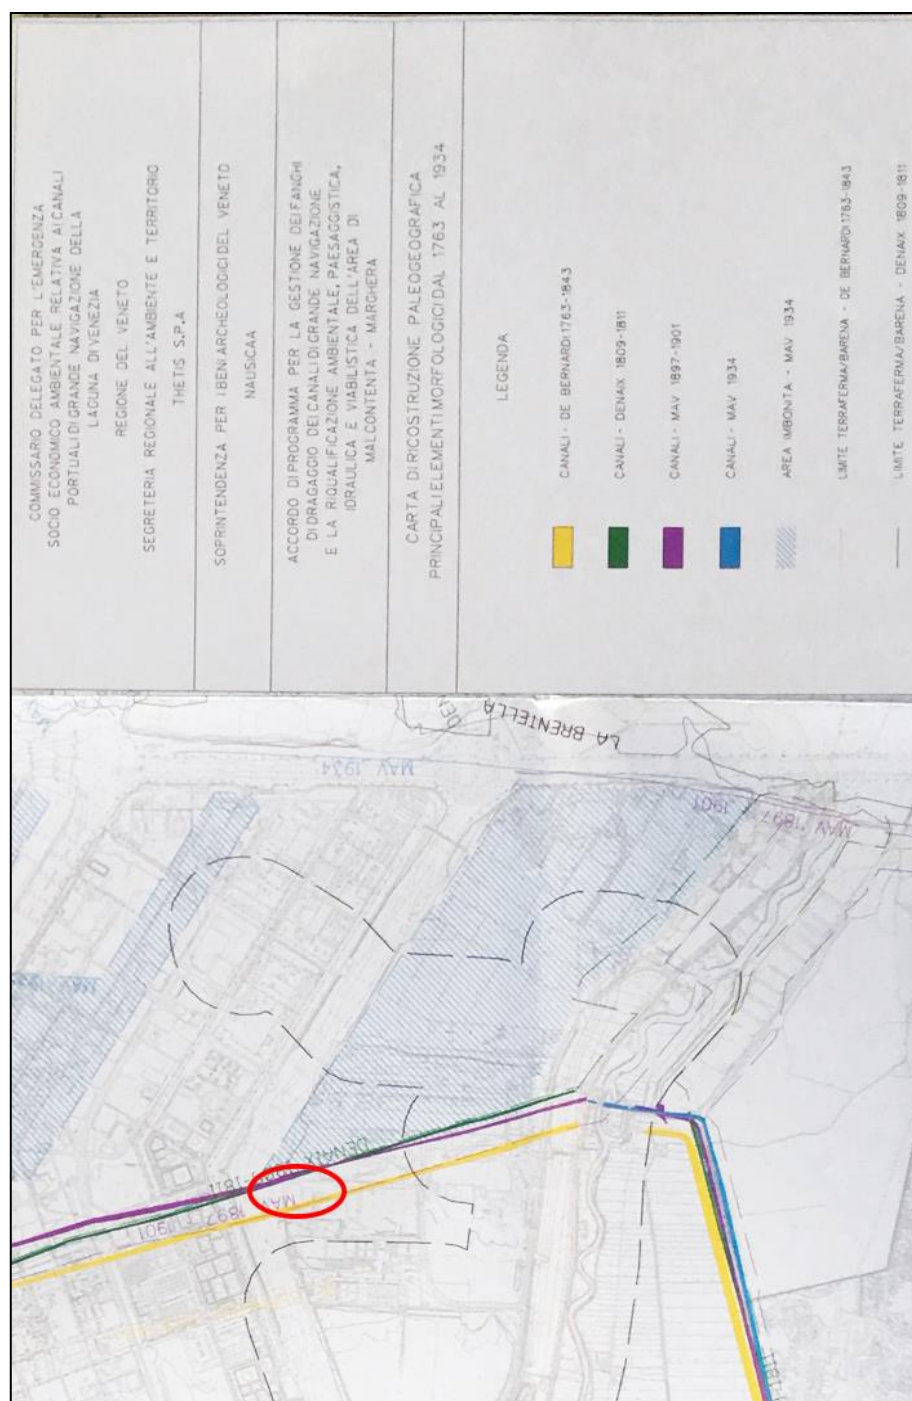 COMMISSARIO DELEGATO PER L'EMERGENZA
SOCIO ECONOMICO AMBIENTALE RELATIVA AI CANALI
PORTUALI DI GRANDE NAVIGAZIONE DELLA
LAGUNA DI VENEZIA
REGIONE DEL VENETO
SEGRETERIA REGIONALE ALL'AMBIENTE E TERRITORIO
THETIS S.P.A
SOPRINTENDENZA PER I BENI ARCHEOLOGICI DEL VENETO
NAUSICAA
ACCORDO DI PROGRAMMA PER LA GESTIONE DEI FANGHI
DI DRAGAGGIO DEI CANALI DI GRANDE NAVIGAZIONE
E LA RIQUALIFICAZIONE AMBIENTALE, PAESAGGISTICA,
IDRAULICA E VIABILISTICA DELL'AREA DI
MALCONTENTA - MARGHERA
CARTA DI RICOSTRUZIONE PALEOGEOGRAFICA
PRINCIPALI ELEMENTI MORFOLOGICI DAL 1763 AL 1934
LEGENDA
CANALI - DE BERNARDI 1763-1843
CANALI - DENAIX 1809-1811
CANALI - MAV 1897-1901
CANALI - MAV 1934
AREA IMBONITA - MAV 1934
LIMITE TERRAFERMA/BARENA - DE BERNARDI 1763-1843
LIMITE TERRAFERMA/BARENA - DENAIX 1809-1811
LA BRENTELLA
MAV 1934
MAV 1897 - 1901
DENAIX
-1811
MAV 1897 - 1901
1811